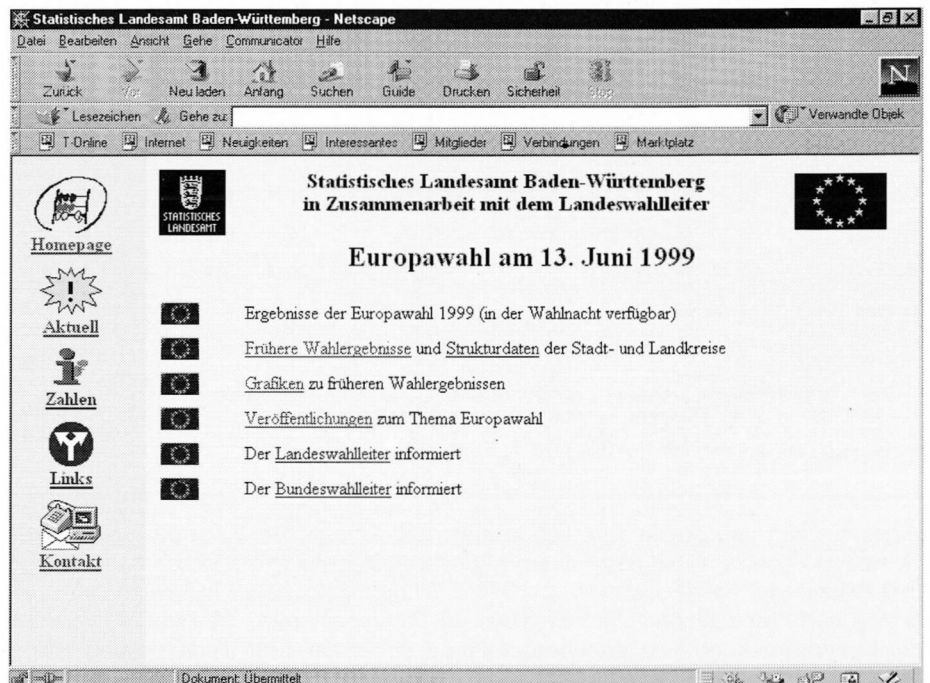 Statistisches Landesamt Baden-Württemberg - Netscape
Datei Bearbeiten Ansicht Gehe Communicator Hilfe
Zurück Vor Neu laden Anfang Suchen Guide Drucken Sicherheit Stop
N
Lesezeichen Gehe zu: Verwandte Objek
T-Online Internet Neuigkeiten Interessantes Mitglieder Verbindungen Marktplatz
STATISTISCHES
LANDESAMT
Statistisches Landesamt Baden-Württemberg
in Zusammenarbeit mit dem Landeswahlleiter
Europawahl am 13. Juni 1999
Homepage
Aktuell
Zahlen
Links
Kontakt
Ergebnisse der Europawahl 1999 (in der Wahlnacht verfügbar)
Frühere Wahlergebnisse und Strukturdaten der Stadt- und Landkreise
Grafiken zu früheren Wahlergebnissen
Veröffentlichungen zum Thema Europawahl
Der Landeswahlleiter informiert
Der Bundeswahlleiter informiert
Dokument: Übermittelt